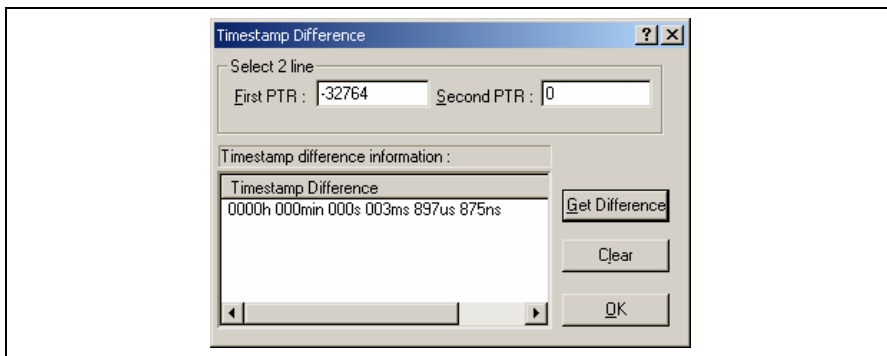 Timestamp Difference
Select 2 line
First PTR : -32764 Second PTR : 0
Timestamp difference information :
Timestamp Difference
0000h 000min 000s 003ms 897us 875ns
Get Difference
Clear
OK